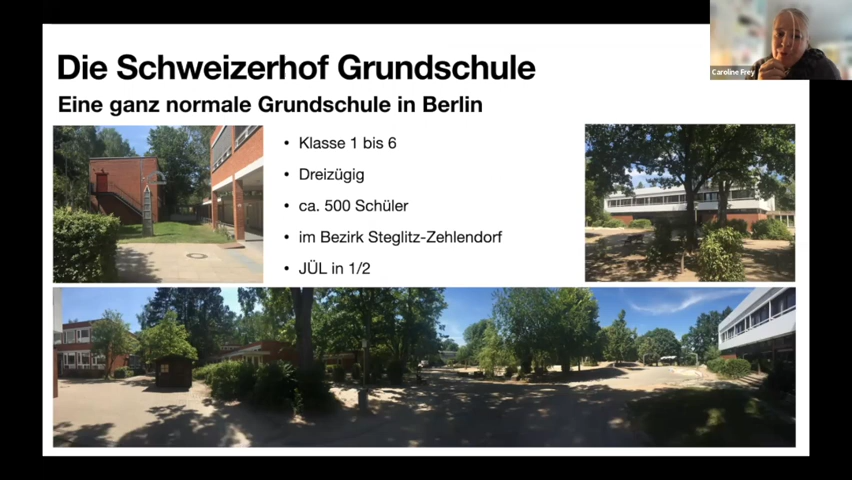 Die Schweizerhof Grundschule
Eine ganz normale Grundschule in Berlin
• Klasse 1 bis 6
• Dreizügig
• ca. 500 Schüler
• im Bezirk Steglitz-Zehlendorf
• JÜL in 1/2
Caroline Frey